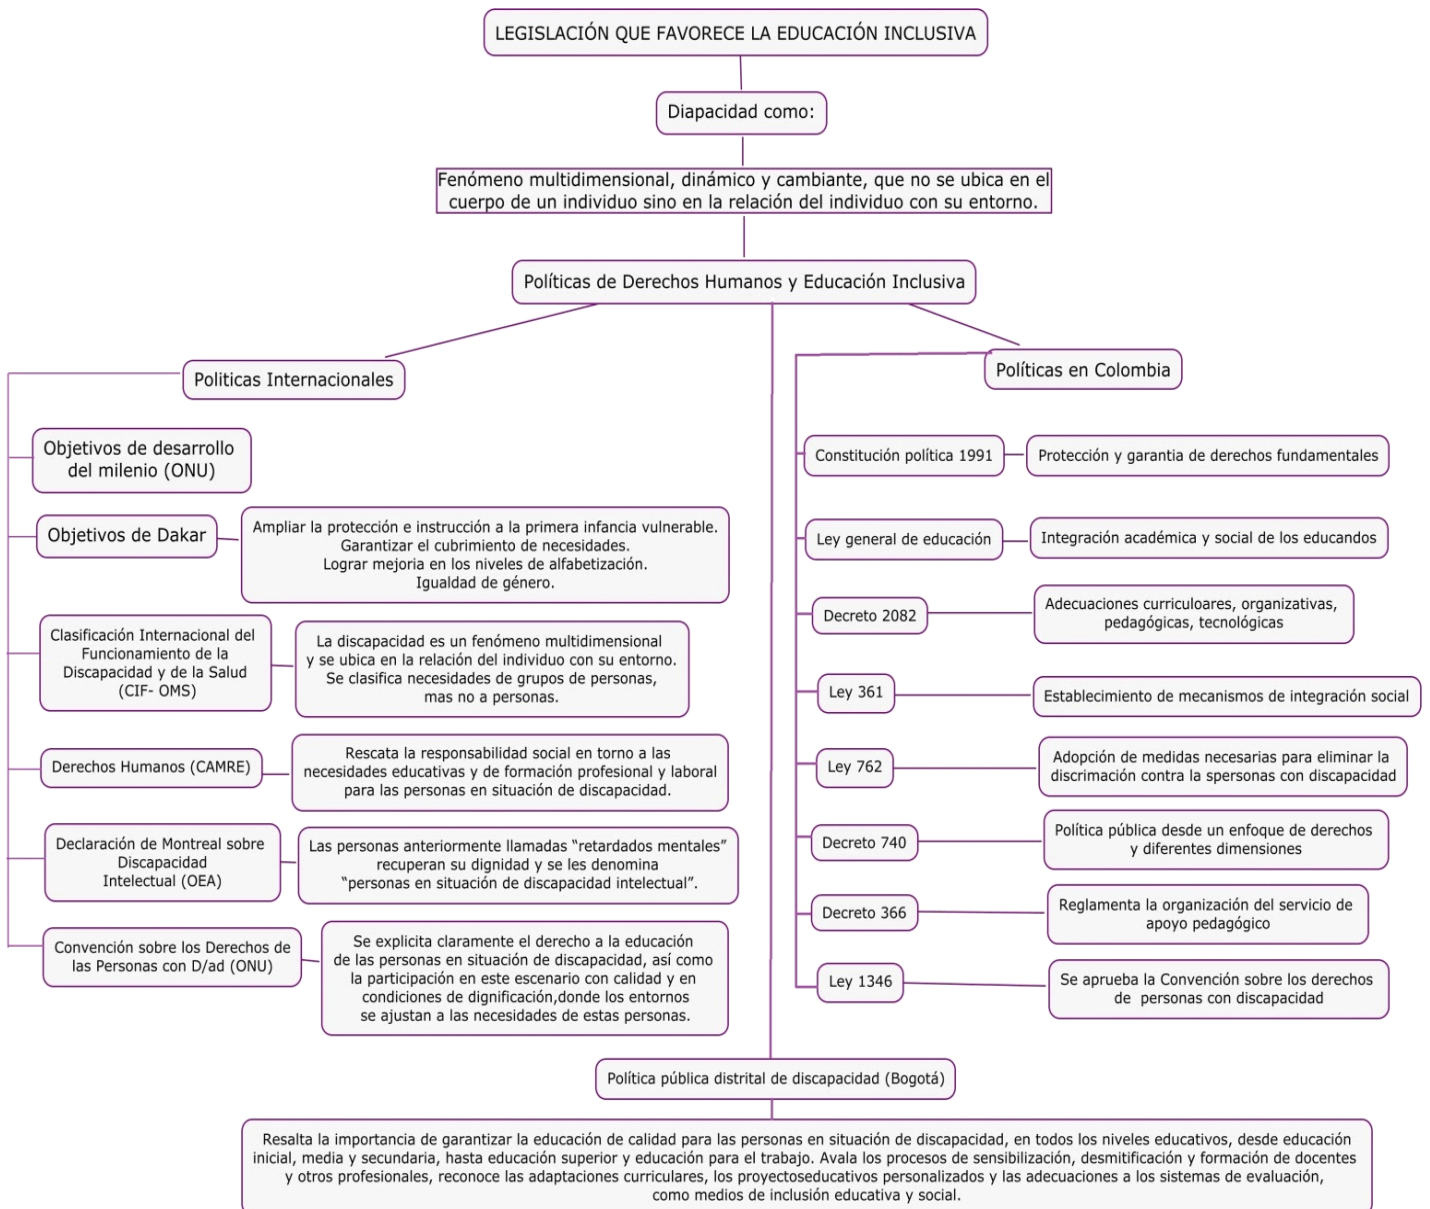 LEGISLACIÓN QUE FAVORECE LA EDUCACIÓN INCLUSIVA
Diapacidad como:
Fenómeno multidimensional, dinámico y cambiante, que no se ubica en el
cuerpo de un individuo sino en la relación del individuo con su entorno.
Políticas de Derechos Humanos y Educación Inclusiva
Politicas Internacionales
Objetivos de desarrollo
del milenio (ONU)
Objetivos de Dakar
Ampliar la protección e instrucción a la primera infancia vulnerable.
Garantizar el cubrimiento de necesidades.
Lograr mejoria en los niveles de alfabetización.
Igualdad de género.
Clasificación Internacional del
Funcionamiento de la
Discapacidad y de la Salud
(CIF- OMS)
La discapacidad es un fenómeno multidimensional
y se ubica en la relación del individuo con su entorno.
Se clasifica necesidades de grupos de personas,
mas no a personas.
Derechos Humanos (CAMRE)
Rescata la responsabilidad social en torno a las
necesidades educativas y de formación profesional y laboral
para las personas en situación de discapacidad.
Declaración de Montreal sobre
Discapacidad
Intelectual (OEA)
Las personas anteriormente llamadas “retardados mentales”
recuperan su dignidad y se les denomina
“personas en situación de discapacidad intelectual”.
Convención sobre los Derechos de
las Personas con D/ad (ONU)
Se explicita claramente el derecho a la educación
de las personas en situación de discapacidad, así como
la participación en este escenario con calidad y en
condiciones de dignificación,donde los entornos
se ajustan a las necesidades de estas personas.
Políticas en Colombia
Constitución política 1991
Protección y garantia de derechos fundamentales
Ley general de educación
Integración académica y social de los educandos
Decreto 2082
Adecuaciones curriculoares, organizativas,
pedagógicas, tecnológicas
Ley 361
Establecimiento de mecanismos de integración social
Ley 762
Adopción de medidas necesarias para eliminar la
discrimación contra la spersonas con discapacidad
Decreto 740
Política pública desde un enfoque de derechos
y diferentes dimensiones
Decreto 366
Reglamenta la organización del servicio de
apoyo pedagógico
Ley 1346
Se aprueba la Convención sobre los derechos
de personas con discapacidad
Política pública distrital de discapacidad (Bogotá)
Resalta la importancia de garantizar la educación de calidad para las personas en situación de discapacidad, en todos los niveles educativos, desde educación
inicial, media y secundaria, hasta educación superior y educación para el trabajo. Avala los procesos de sensibilización, desmitificación y formación de docentes
y otros profesionales, reconoce las adaptaciones curriculares, los proyectoseducativos personalizados y las adecuaciones a los sistemas de evaluación,
como medios de inclusión educativa y social.